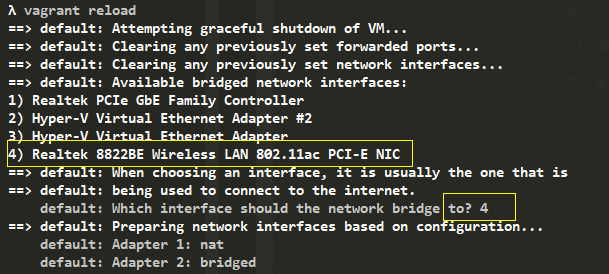 λ vagrant reload
==> default: Attempting graceful shutdown of VM...
==> default: Clearing any previously set forwarded ports...
==> default: Clearing any previously set network interfaces...
==> default: Available bridged network interfaces:
1) Realtek PCIe GbE Family Controller
2) Hyper-V Virtual Ethernet Adapter #2
3) Hyper-V Virtual Ethernet Adapter
4) Realtek 8822BE Wireless LAN 802.11ac PCI-E NIC
==> default: When choosing an interface, it is usually the one that is
==> default: being used to connect to the internet.
default: Which interface should the network bridge to? 4
==> default: Preparing network interfaces based on configuration...
default: Adapter 1: nat
default: Adapter 2: bridged